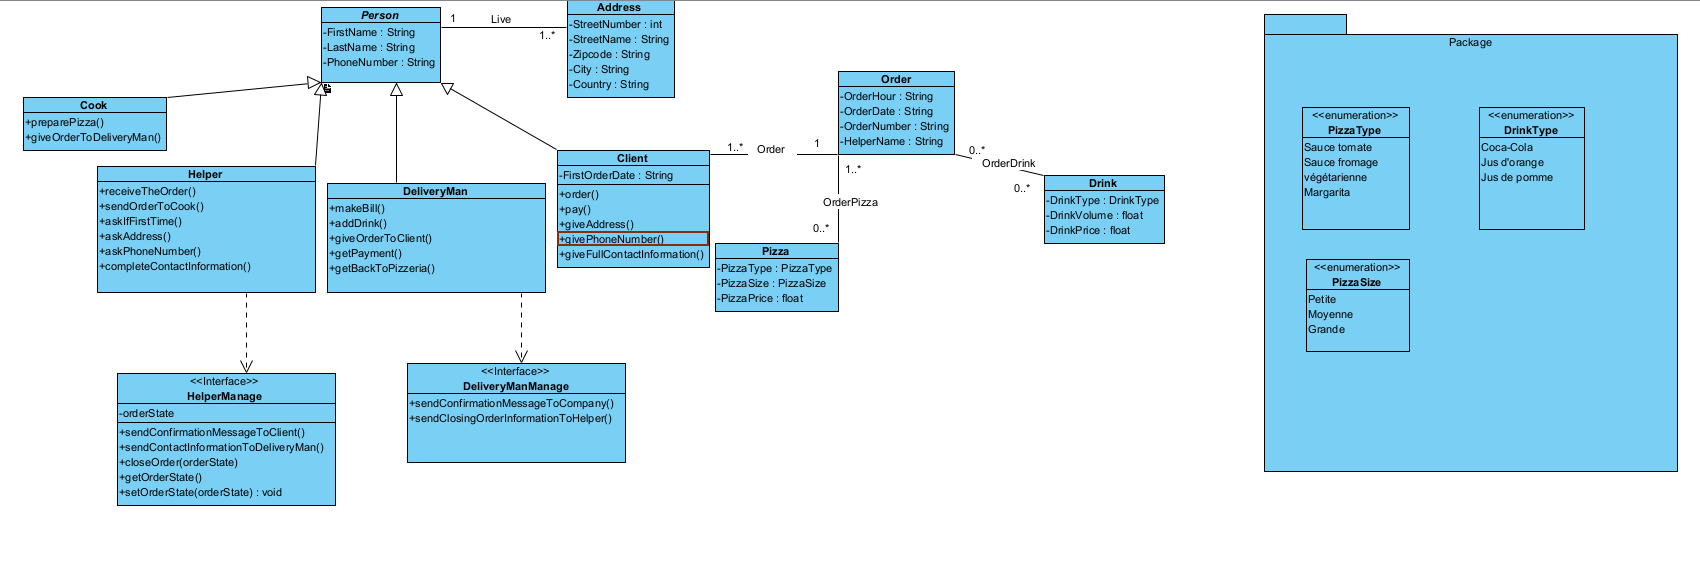 Person
-FirstName : String
-LastName : String
-PhoneNumber : String
1
Live
1..*
Address
-StreetNumber : int
-StreetName : String
-Zipcode : String
-City : String
-Country : String
Cook
+preparePizza()
+giveOrderToDeliveryMan()
Helper
+receiveTheOrder()
+sendOrderToCook()
+askIfFirstTime()
+askAddress()
+askPhoneNumber()
+completeContactInformation()
DeliveryMan
+makeBill()
+addDrink()
+giveOrderToClient()
+getPayment()
+getBackToPizzeria()
Client
-FirstOrderDate : String
+order()
+pay()
+giveAddress()
+givePhoneNumber()
+giveFullContactInformation()
1..*
Order
1
Order
-OrderHour : String
-OrderDate : String
-OrderNumber : String
-HelperName : String
1..*
OrderPizza
0..*
0..*
OrderDrink
0..*
Drink
-DrinkType : DrinkType
-DrinkVolume : float
-DrinkPrice : float
Pizza
-PizzaType : PizzaType
-PizzaSize : PizzaSize
-PizzaPrice : float
<<Interface>>
HelperManage
-orderState
+sendConfirmationMessageToClient()
+sendContactInformationToDeliveryMan()
+closeOrder(orderState)
+getOrderState()
+setOrderState(orderState) : void
<<Interface>>
DeliveryManManage
+sendConfirmationMessageToCompany()
+sendClosingOrderInformationToHelper()
Package
<<enumeration>>
PizzaType
Sauce tomate
Sauce fromage
végétarienne
Margarita
<<enumeration>>
DrinkType
Coca-Cola
Jus d'orange
Jus de pomme
<<enumeration>>
PizzaSize
Petite
Moyenne
Grande